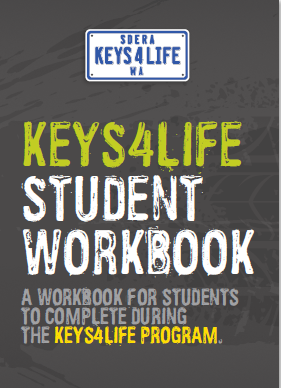 SDERA
KEYS4LIFE
WA
KEYS4LIFE
STUDENT
WORKBOOK
A WORKBOOK FOR STUDENTS
TO COMPLETE DURING
THE KEYS4LIFE PROGRAM.